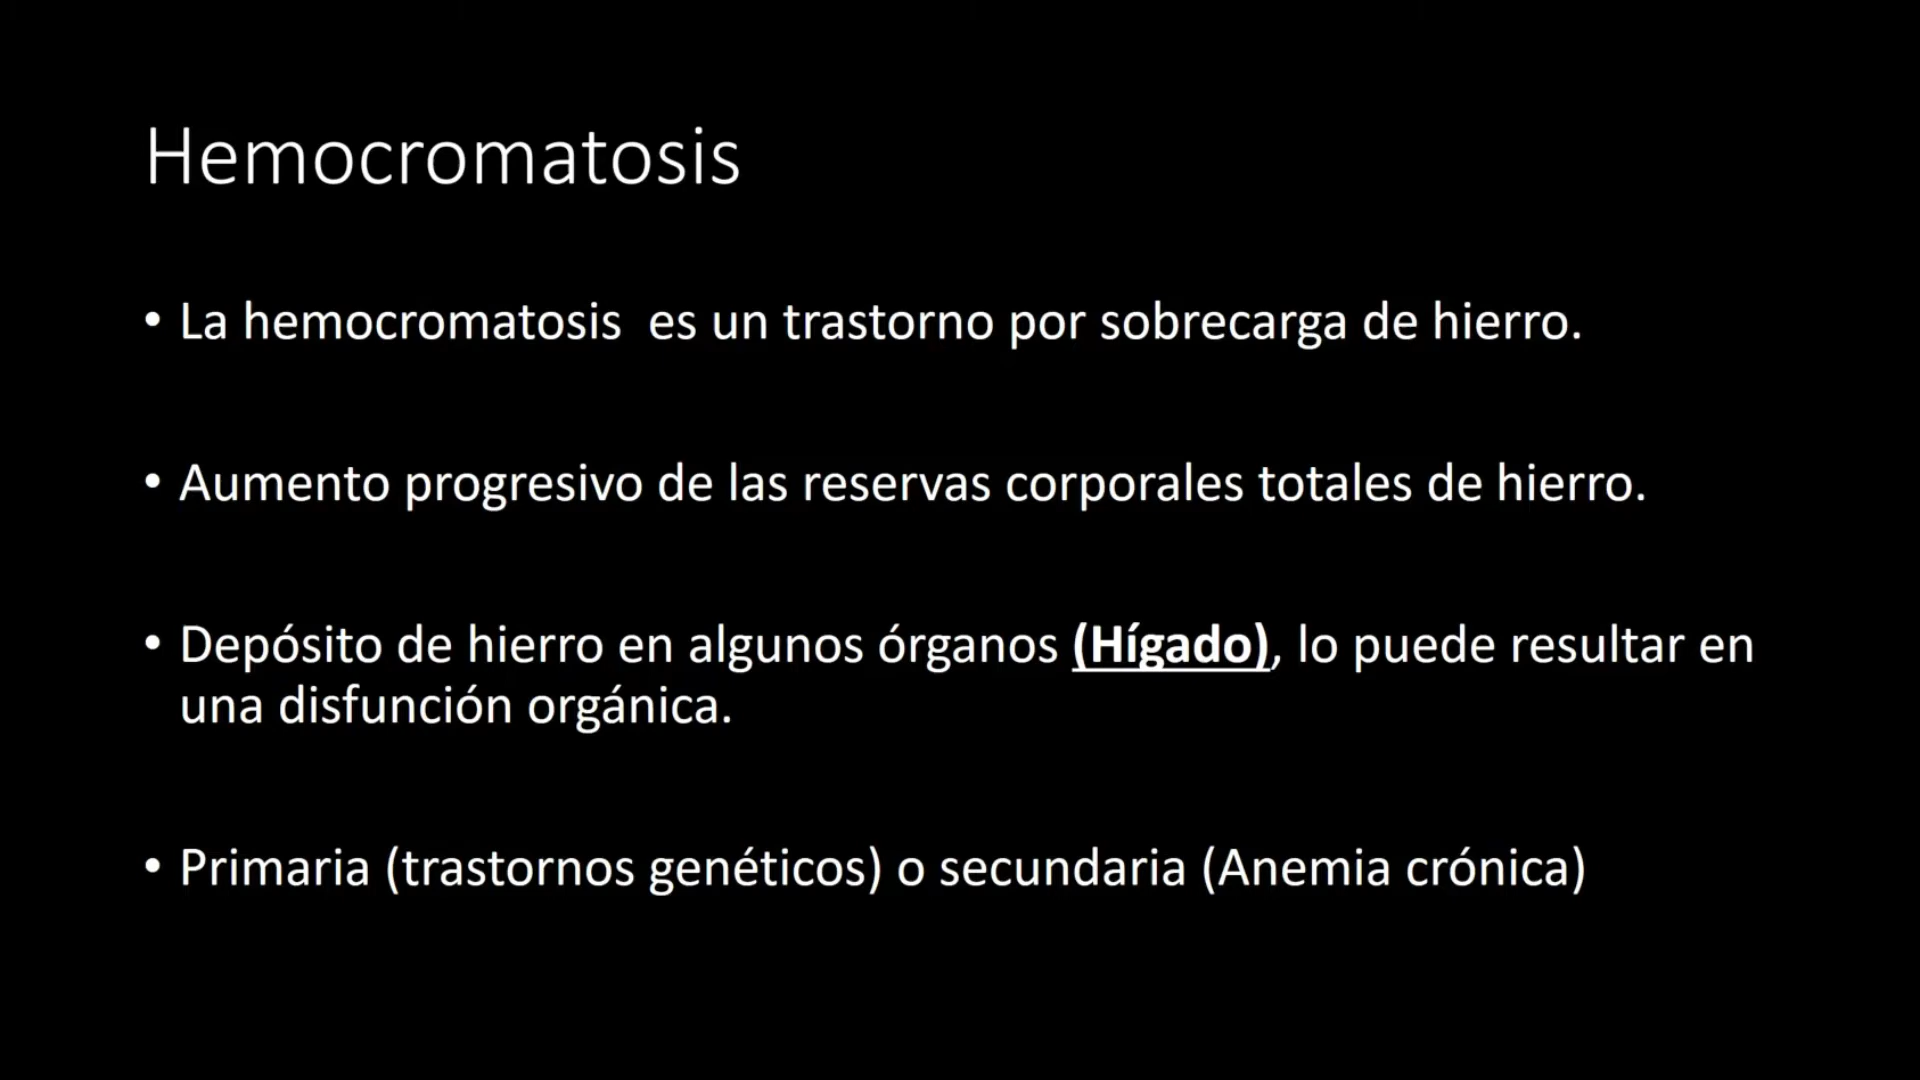 Hemocromatosis
• La hemocromatosis  es un trastorno por sobrecarga de hierro.
• Aumento progresivo de las reservas corporales totales de hierro.
• Depósito de hierro en algunos órganos (Hígado), lo puede resultar en
una disfunción orgánica.
• Primaria (trastornos genéticos) o secundaria (Anemia crónica)